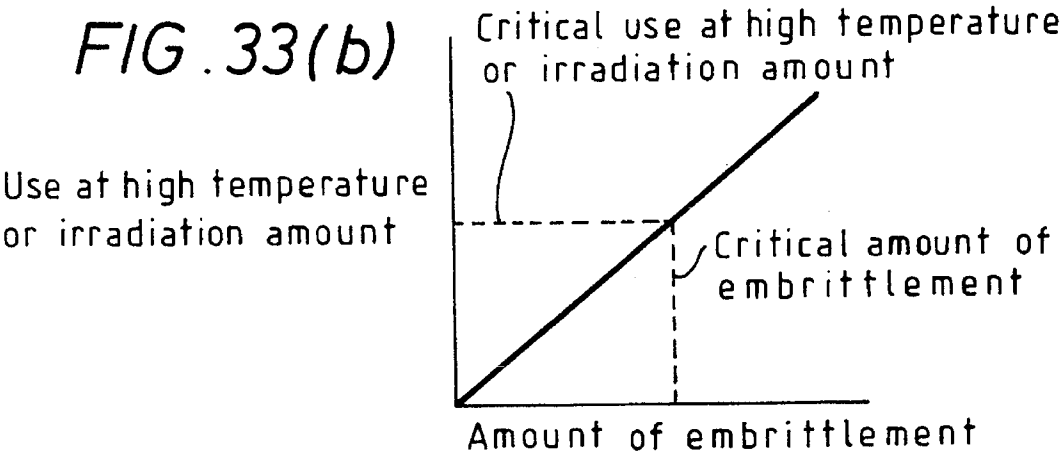 FIG. 33(b)
Critical use at high temperature
or irradiation amount
Use at high temperature
or irradiation amount
Critical amount of
embrittlement
Amount of embrittlement